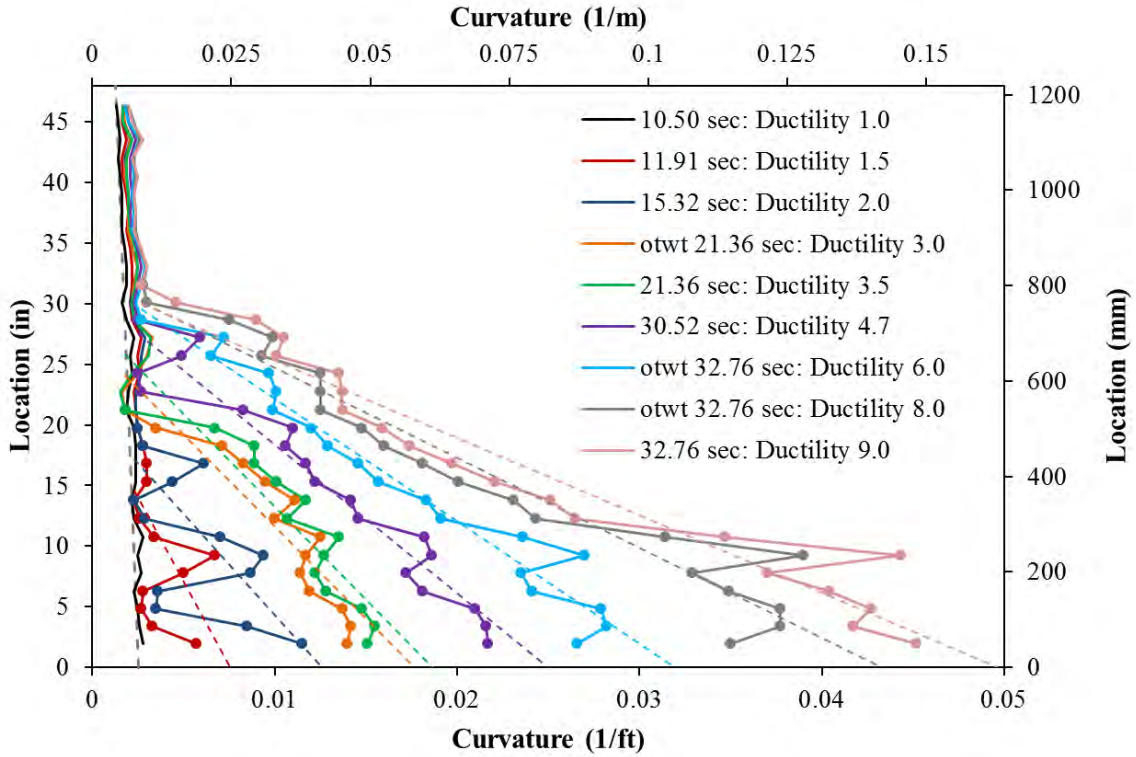 Curvature (1/m)
0 0.025 0.05 0.075 0.1 0.125 0.15
45
40
35
30
25
20
15
10
5
0
Location (in)
10.50 sec: Ductility 1.0
11.91 sec: Ductility 1.5
15.32 sec: Ductility 2.0
otwt 21.36 sec: Ductility 3.0
21.36 sec: Ductility 3.5
30.52 sec: Ductility 4.7
otwt 32.76 sec: Ductility 6.0
otwt 32.76 sec: Ductility 8.0
32.76 sec: Ductility 9.0
1200
1000
800
600
400
200
0
Location (mm)
0 0.01 0.02 0.03 0.04 0.05
Curvature (1/ft)